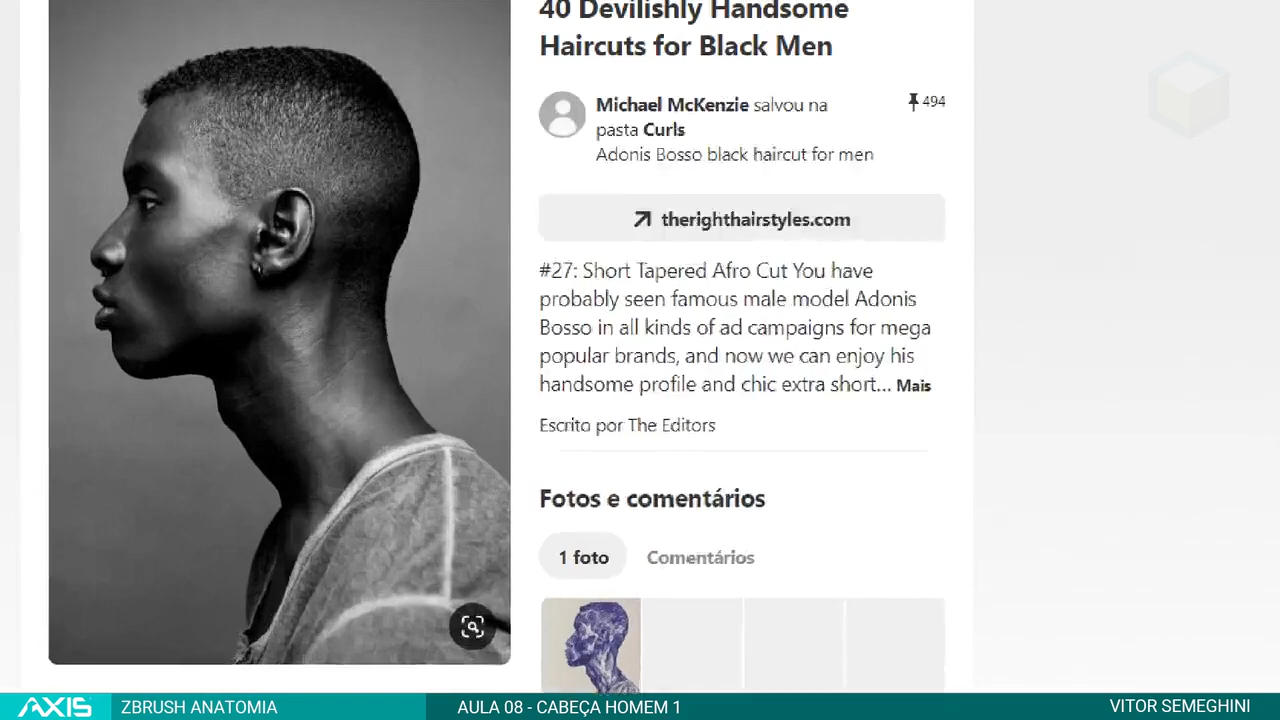 40 Devilishly Handsome
Haircuts for Black Men
Michael McKenzie salvou na
pasta Curls
494
Adonis Bosso black haircut for men
therighthairstyles.com
#27: Short Tapered Afro Cut You have
probably seen famous male model Adonis
Bosso in all kinds of ad campaigns for mega
popular brands, and now we can enjoy his
handsome profile and chic extra short... Mais
Escrito por The Editors
Fotos e comentários
1 foto
Comentários
AXIS
ZBRUSH ANATOMIA
AULA 08 - CABEÇA HOMEM 1
VITOR SEMEGHINI